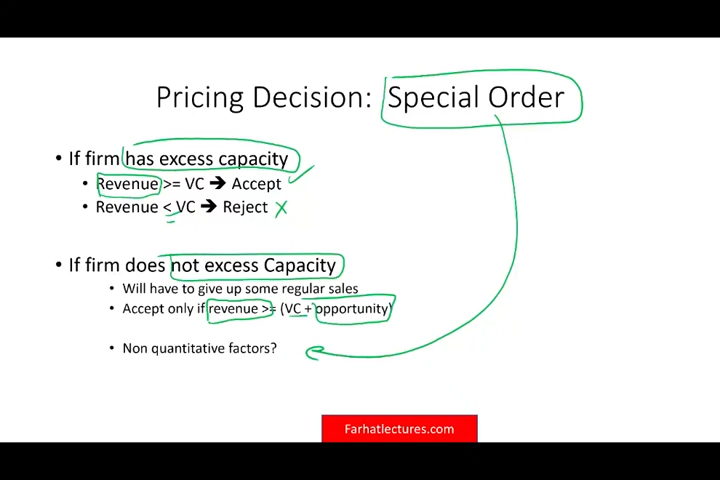 Pricing Decision: Special Order
• If firm has excess capacity
• Revenue >= VC ➔ Accept
• Revenue < VC ➔ Reject
• If firm does not excess Capacity
• Will have to give up some regular sales
• Accept only if revenue >= (VC + opportunity)
• Non quantitative factors?
Farhatlectures.com